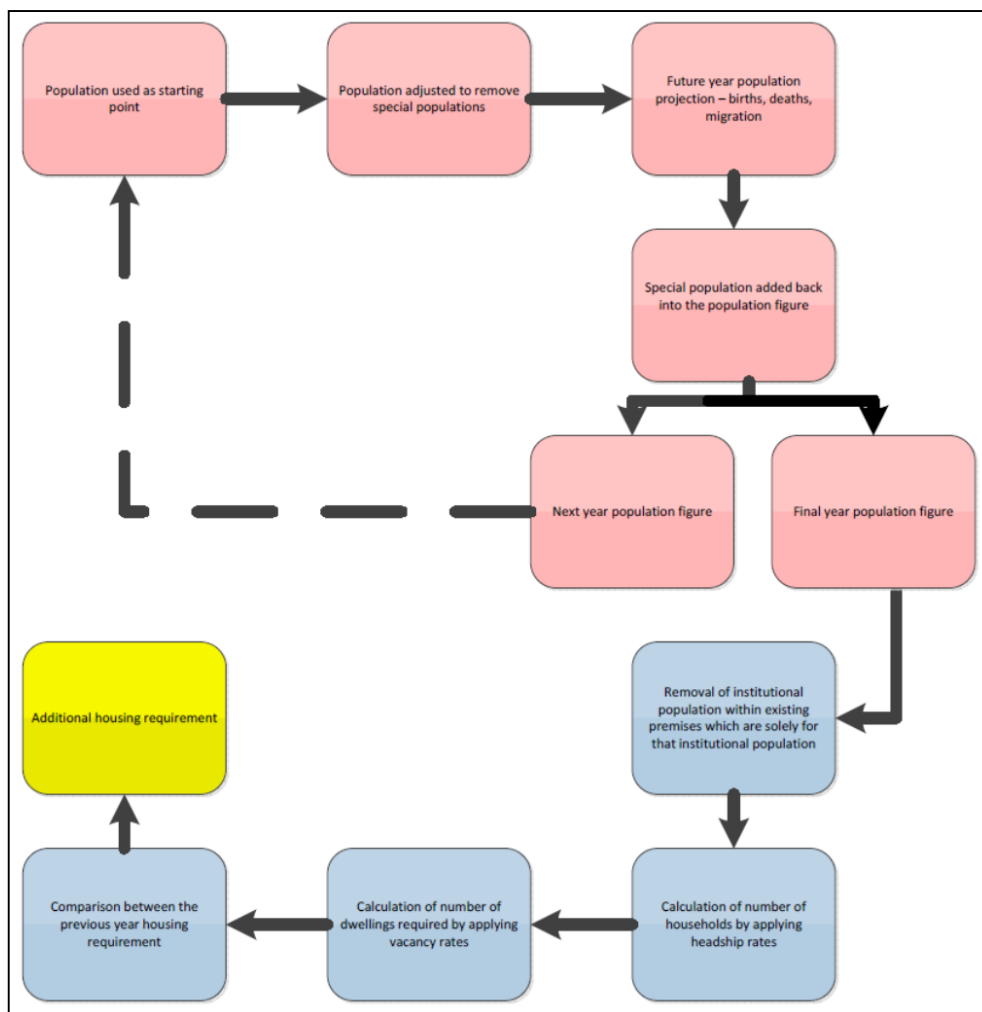 Population used as starting
point
Population adjusted to remove
special populations
Future year population
projection – births, deaths,
migration
Special population added back
into the population figure
Next year population figure
Final year population figure
Removal of institutional
population within existing
premises which are solely for
that institutional population
Calculation of number of
households by applying
headship rates
Calculation of number of
dwellings required by applying
vacancy rates
Comparison between the
previous year housing
requirement
Additional housing requirement